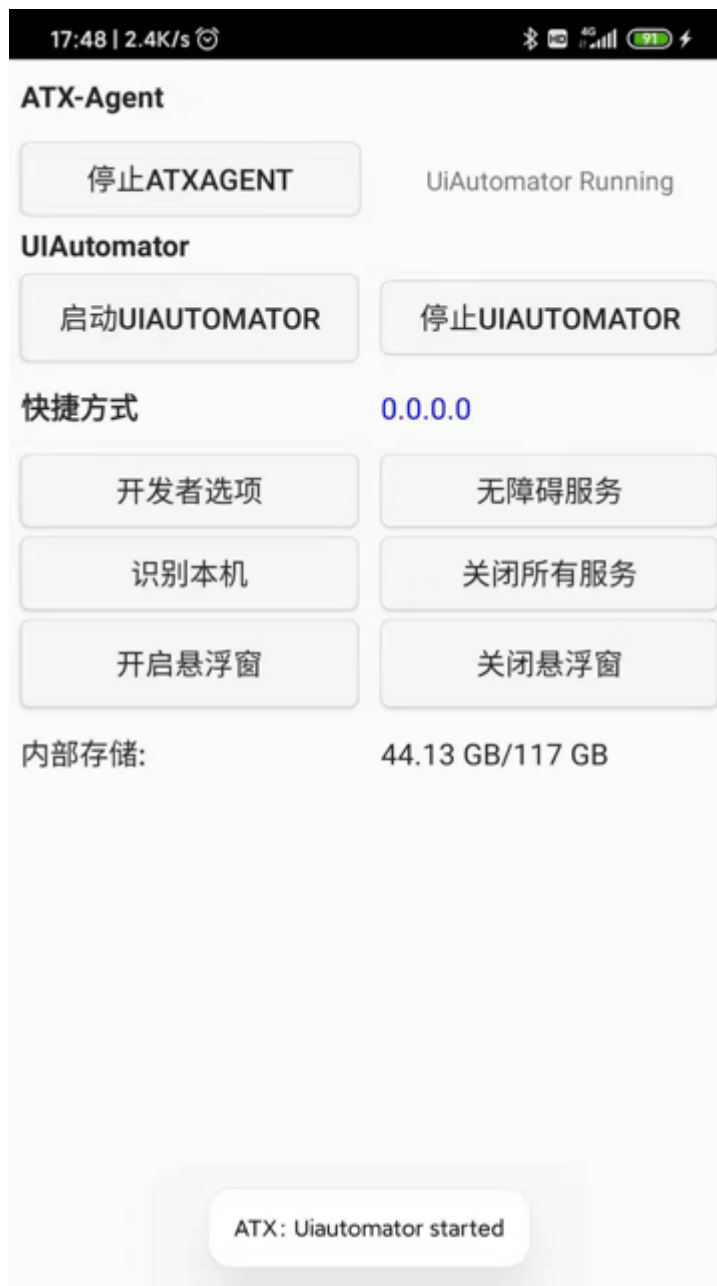 17:48 | 2.4K/s HD 4G 91
ATX-Agent
停止ATXAGENT UiAutomator Running
UIAutomator
启动UIAUTOMATOR 停止UIAUTOMATOR
快捷方式 0.0.0.0
开发者选项 无障碍服务
识别本机 关闭所有服务
开启悬浮窗 关闭悬浮窗
内部存储: 44.13 GB/117 GB
ATX: Uiautomator started